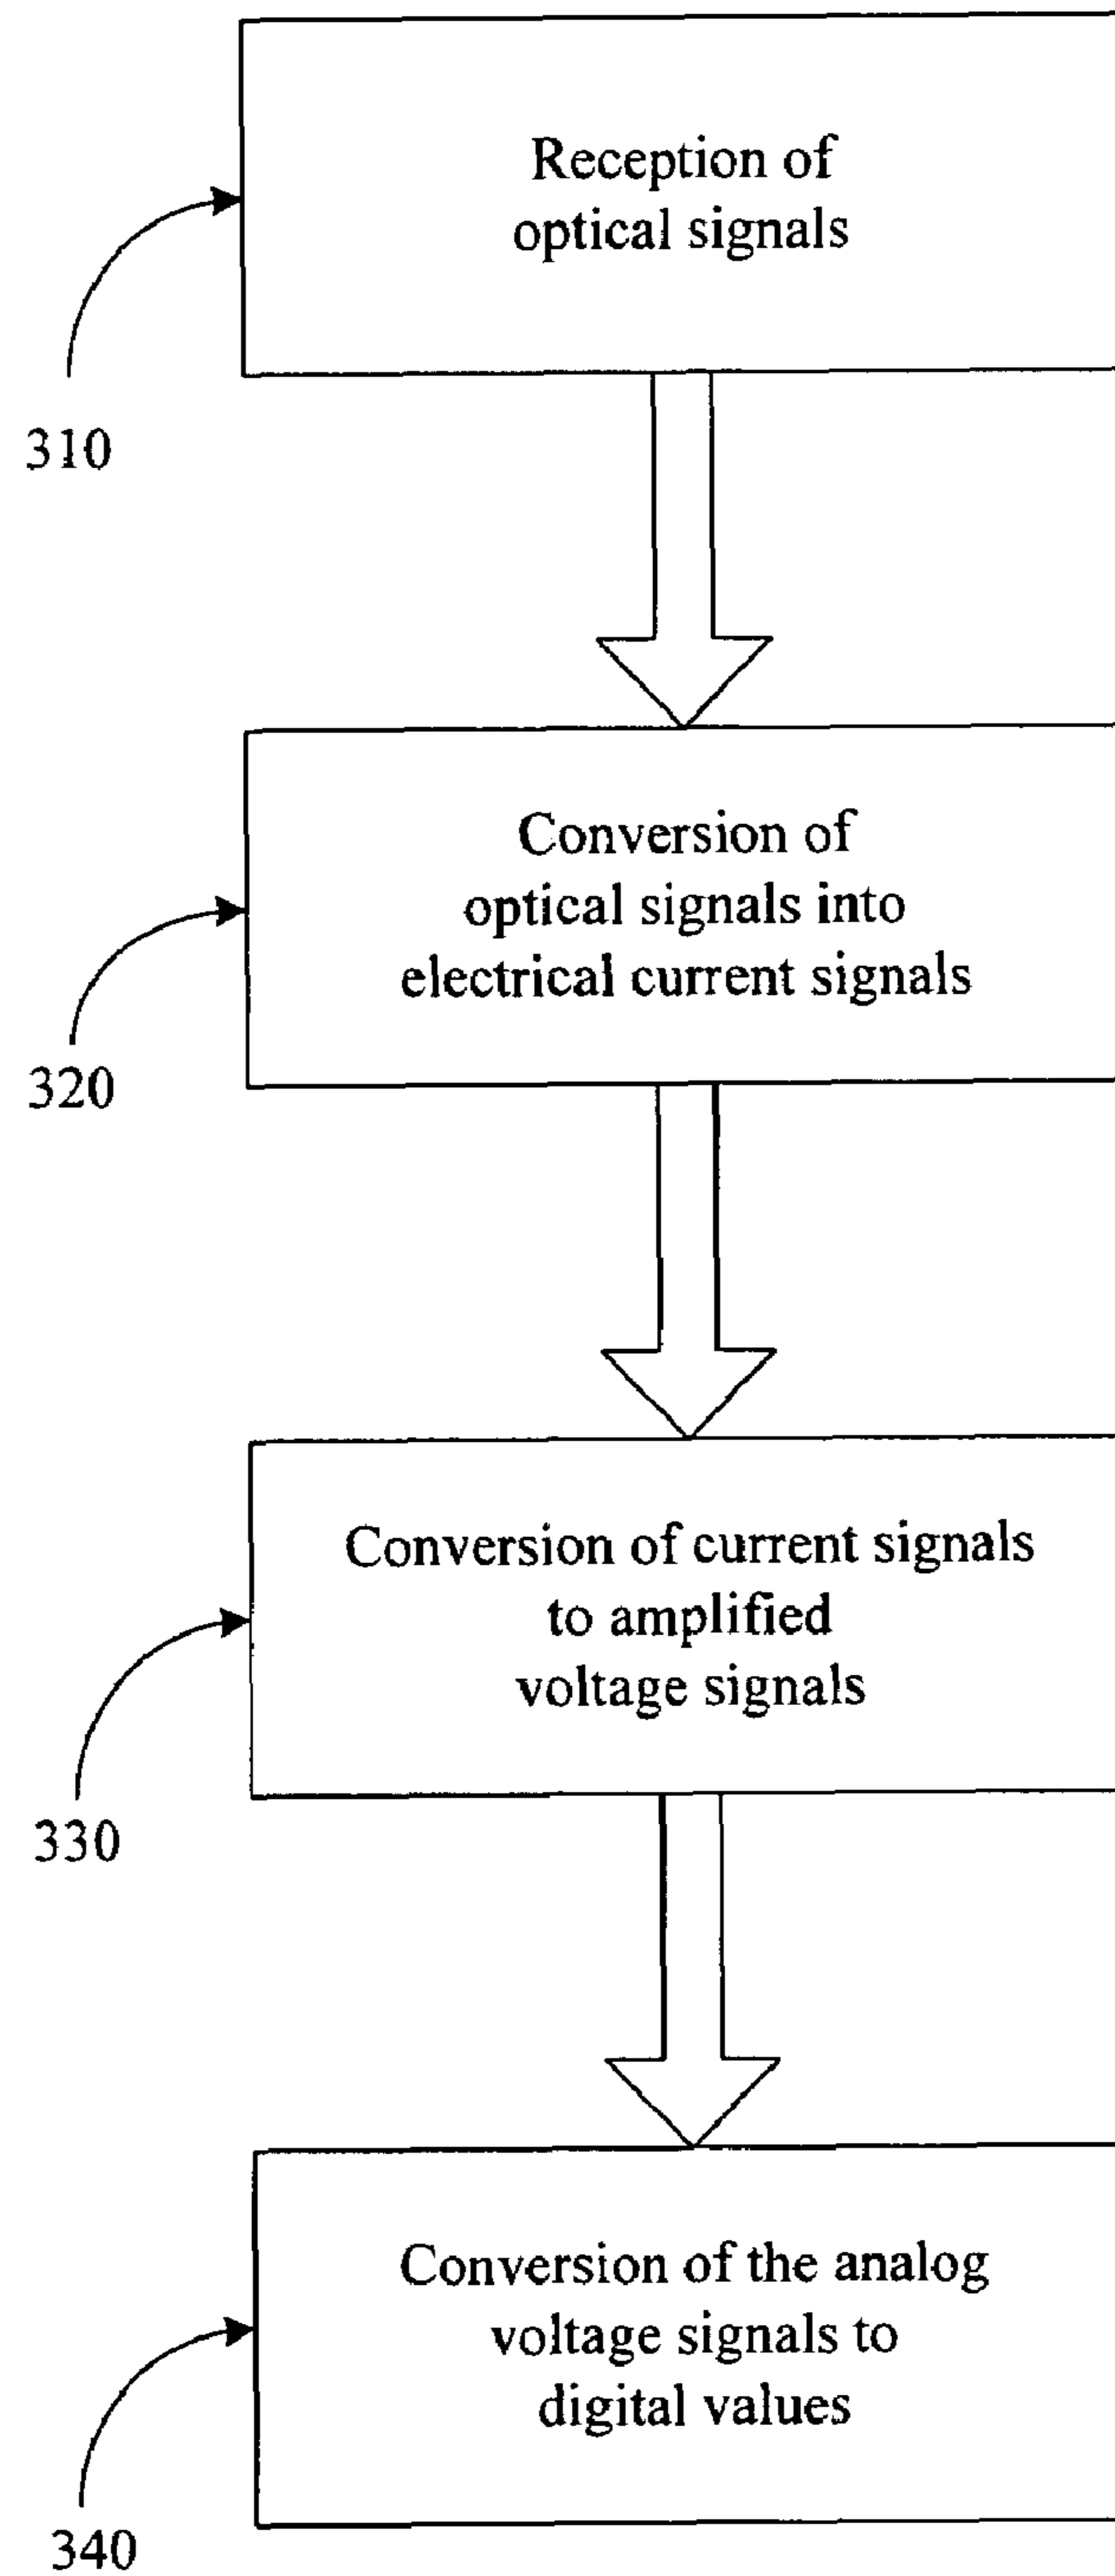 Reception of
optical signals
310
Conversion of
optical signals into
electrical current signals
320
Conversion of current signals
to amplified
voltage signals
330
Conversion of the analog
voltage signals to
digital values
340